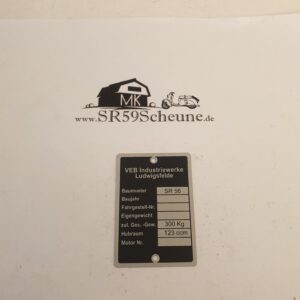 MK
www.SR59Scheune.de
VEB Industriewerke
Ludwigsfelde
Baumuster SR 56
Baujahr
Fahrgestell-Nr.
Eigengewicht
zul. Ges.-Gew. 300 Kg
Hubraum 123 ccm
Motor Nr.